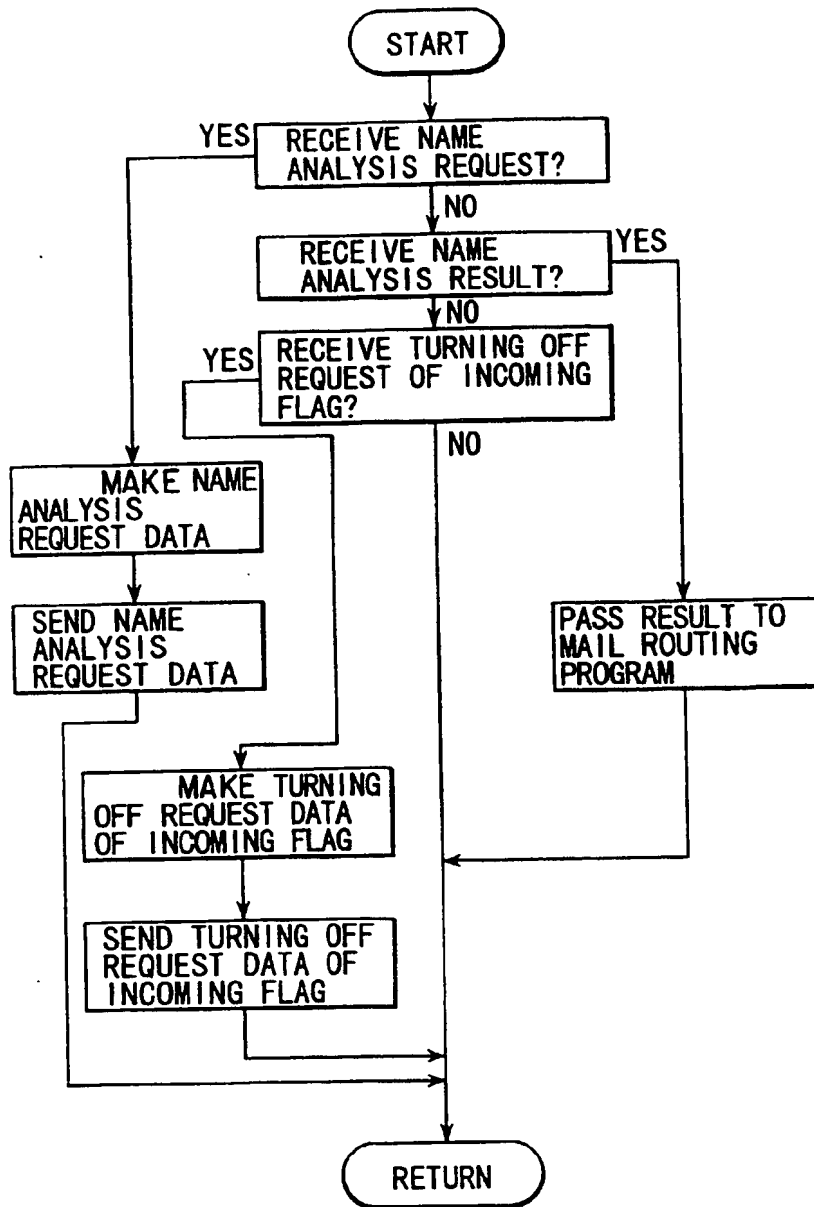 START
YES
RECEIVE NAME
ANALYSIS REQUEST?
NO
RECEIVE NAME
ANALYSIS RESULT?
YES
NO
YES
RECEIVE TURNING OFF
REQUEST OF INCOMING
FLAG?
NO
MAKE NAME
ANALYSIS
REQUEST DATA
SEND NAME
ANALYSIS
REQUEST DATA
PASS RESULT TO
MAIL ROUTING
PROGRAM
MAKE TURNING
OFF REQUEST DATA
OF INCOMING FLAG
SEND TURNING OFF
REQUEST DATA OF
INCOMING FLAG
RETURN